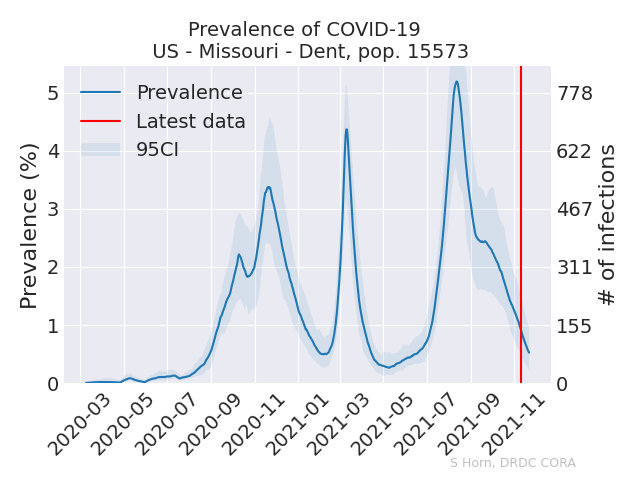 Prevalence of COVID-19
US - Missouri - Dent, pop. 15573
Prevalence (%)
5
4
3
2
1
0
Prevalence
Latest data
95CI
778
622
467
311
155
0
# of infections
2020-03
2020-05
2020-07
2020-09
2020-11
2021-01
2021-03
2021-05
2021-07
2021-09
2021-11
S Horn, DRDC CORA